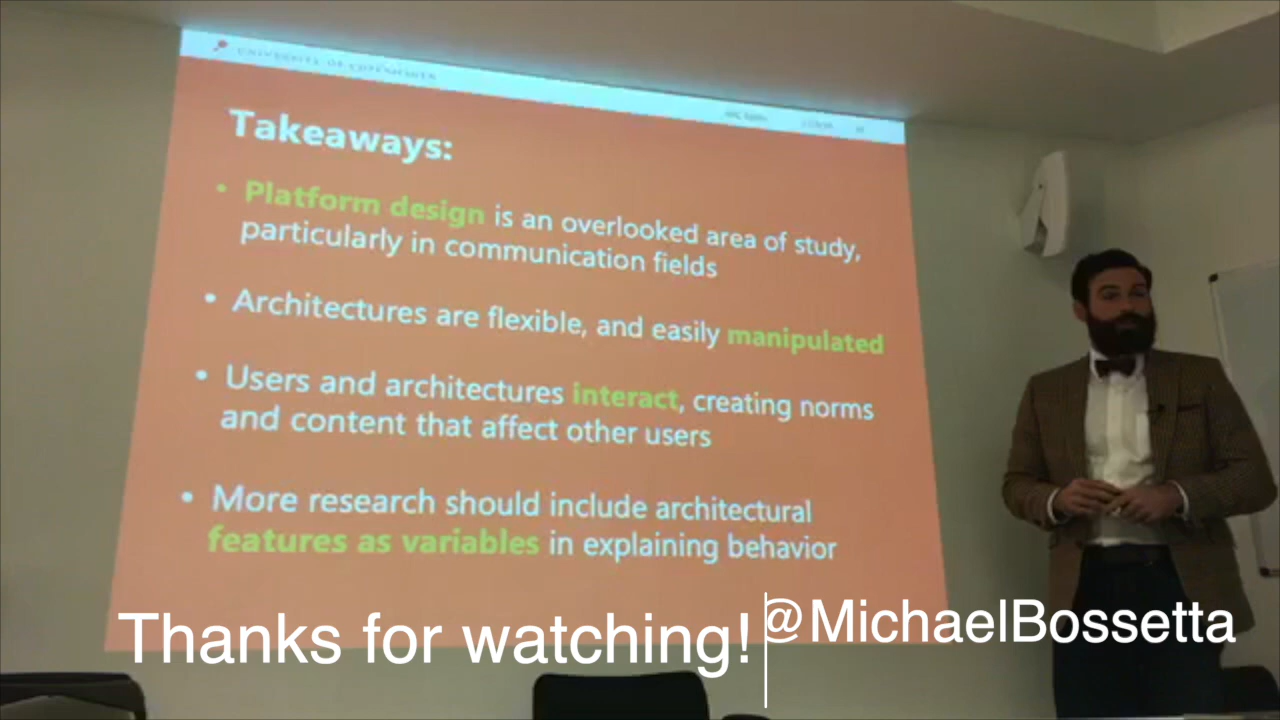 UNIVERSITY OF COPENHAGEN
Takeaways:
• Platform design is an overlooked area of study,
particularly in communication fields
• Architectures are flexible, and easily manipulated
• Users and architectures interact, creating norms
and content that affect other users
• More research should include architectural
features as variables in explaining behavior
Thanks for watching!
@MichaelBossetta